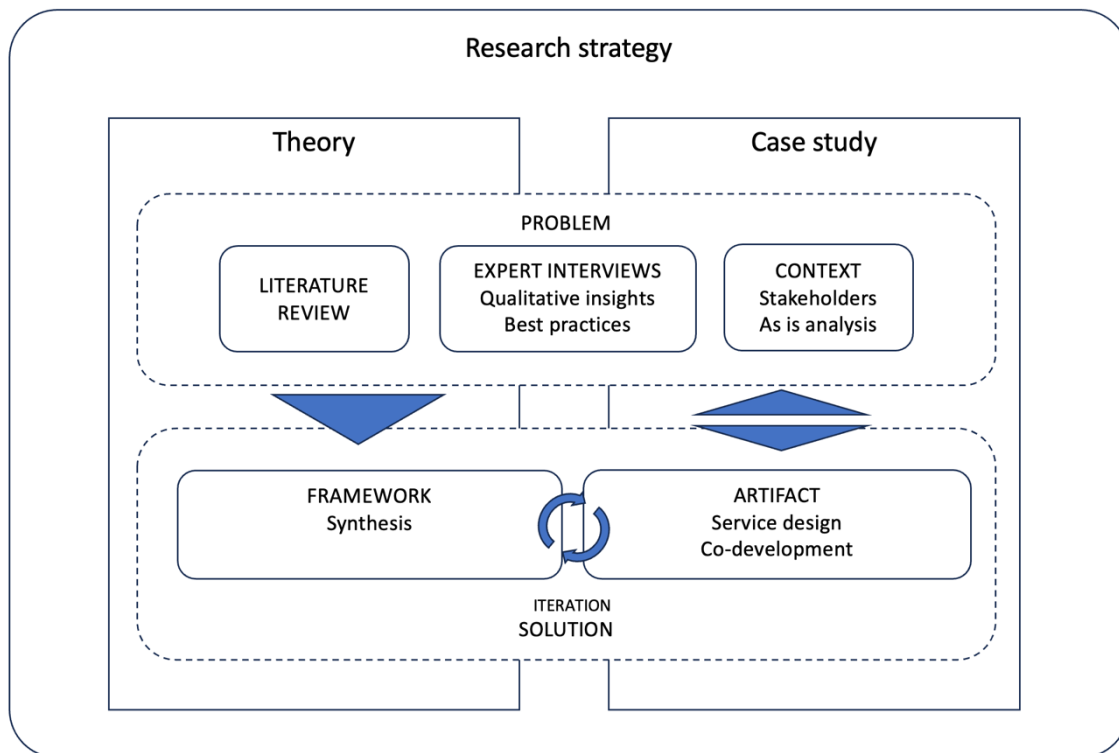 Research strategy
Theory
Case study
PROBLEM
LITERATURE
REVIEW
EXPERT INTERVIEWS
Qualitative insights
Best practices
CONTEXT
Stakeholders
As is analysis
FRAMEWORK
Synthesis
ARTIFACT
Service design
Co-development
ITERATION
SOLUTION